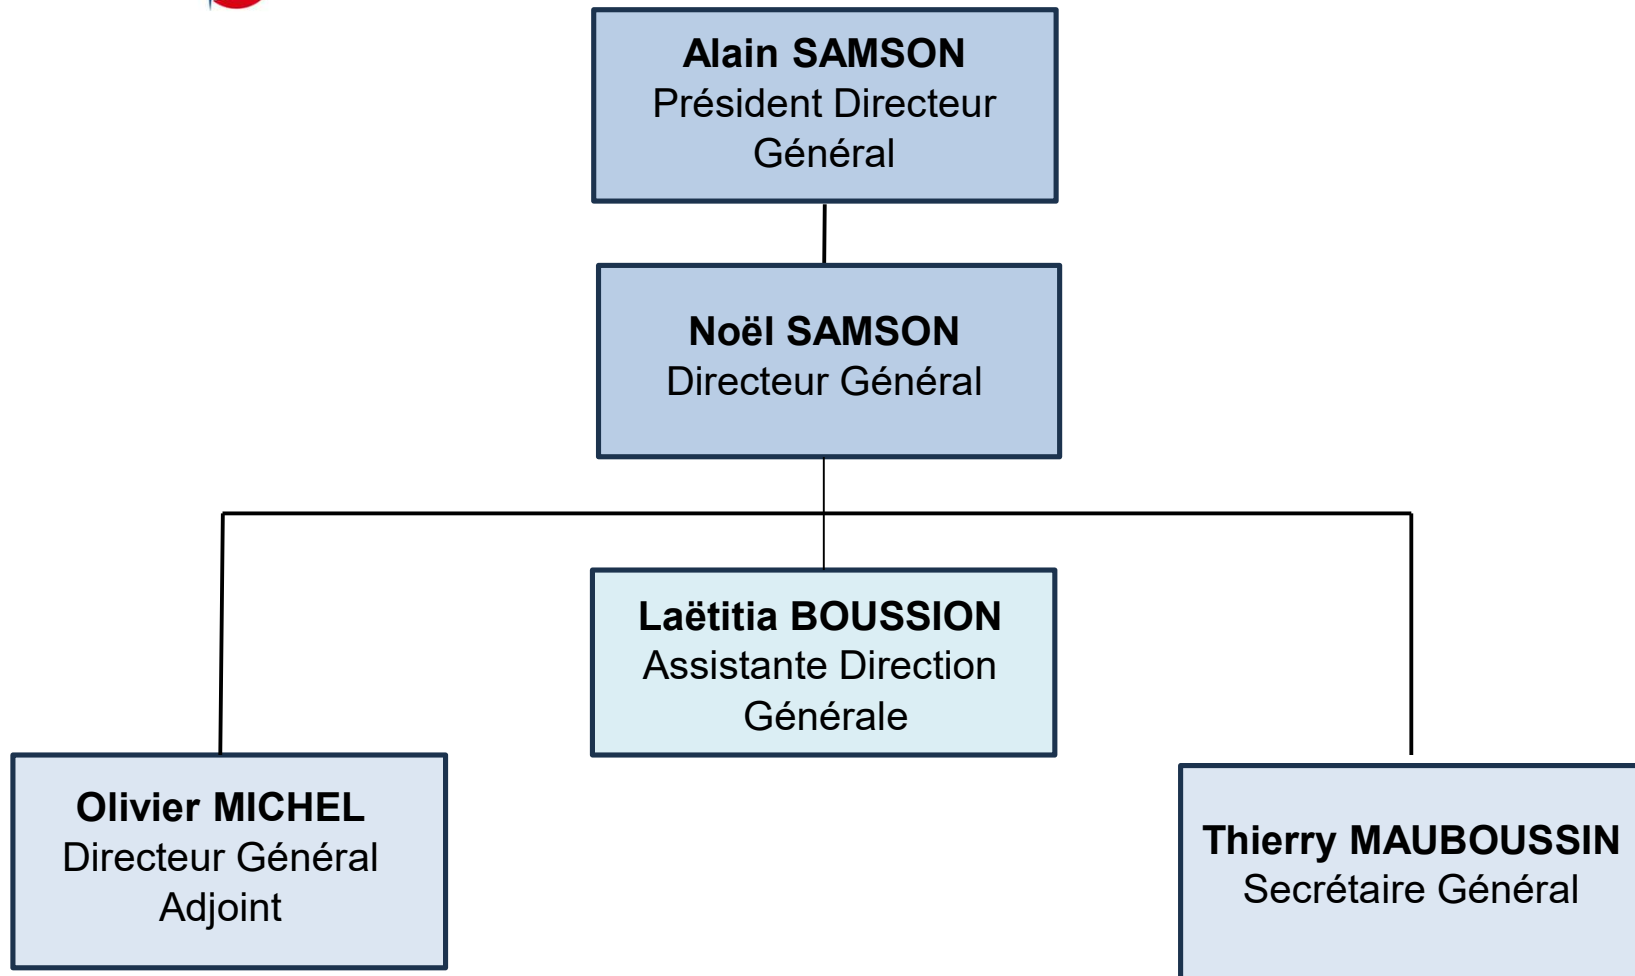 Alain SAMSON
Président Directeur
Général
Noël SAMSON
Directeur Général
Laëtitia BOUSSION
Assistante Direction
Générale
Olivier MICHEL
Directeur Général
Adjoint
Thierry MAUBOUSSIN
Secrétaire Général